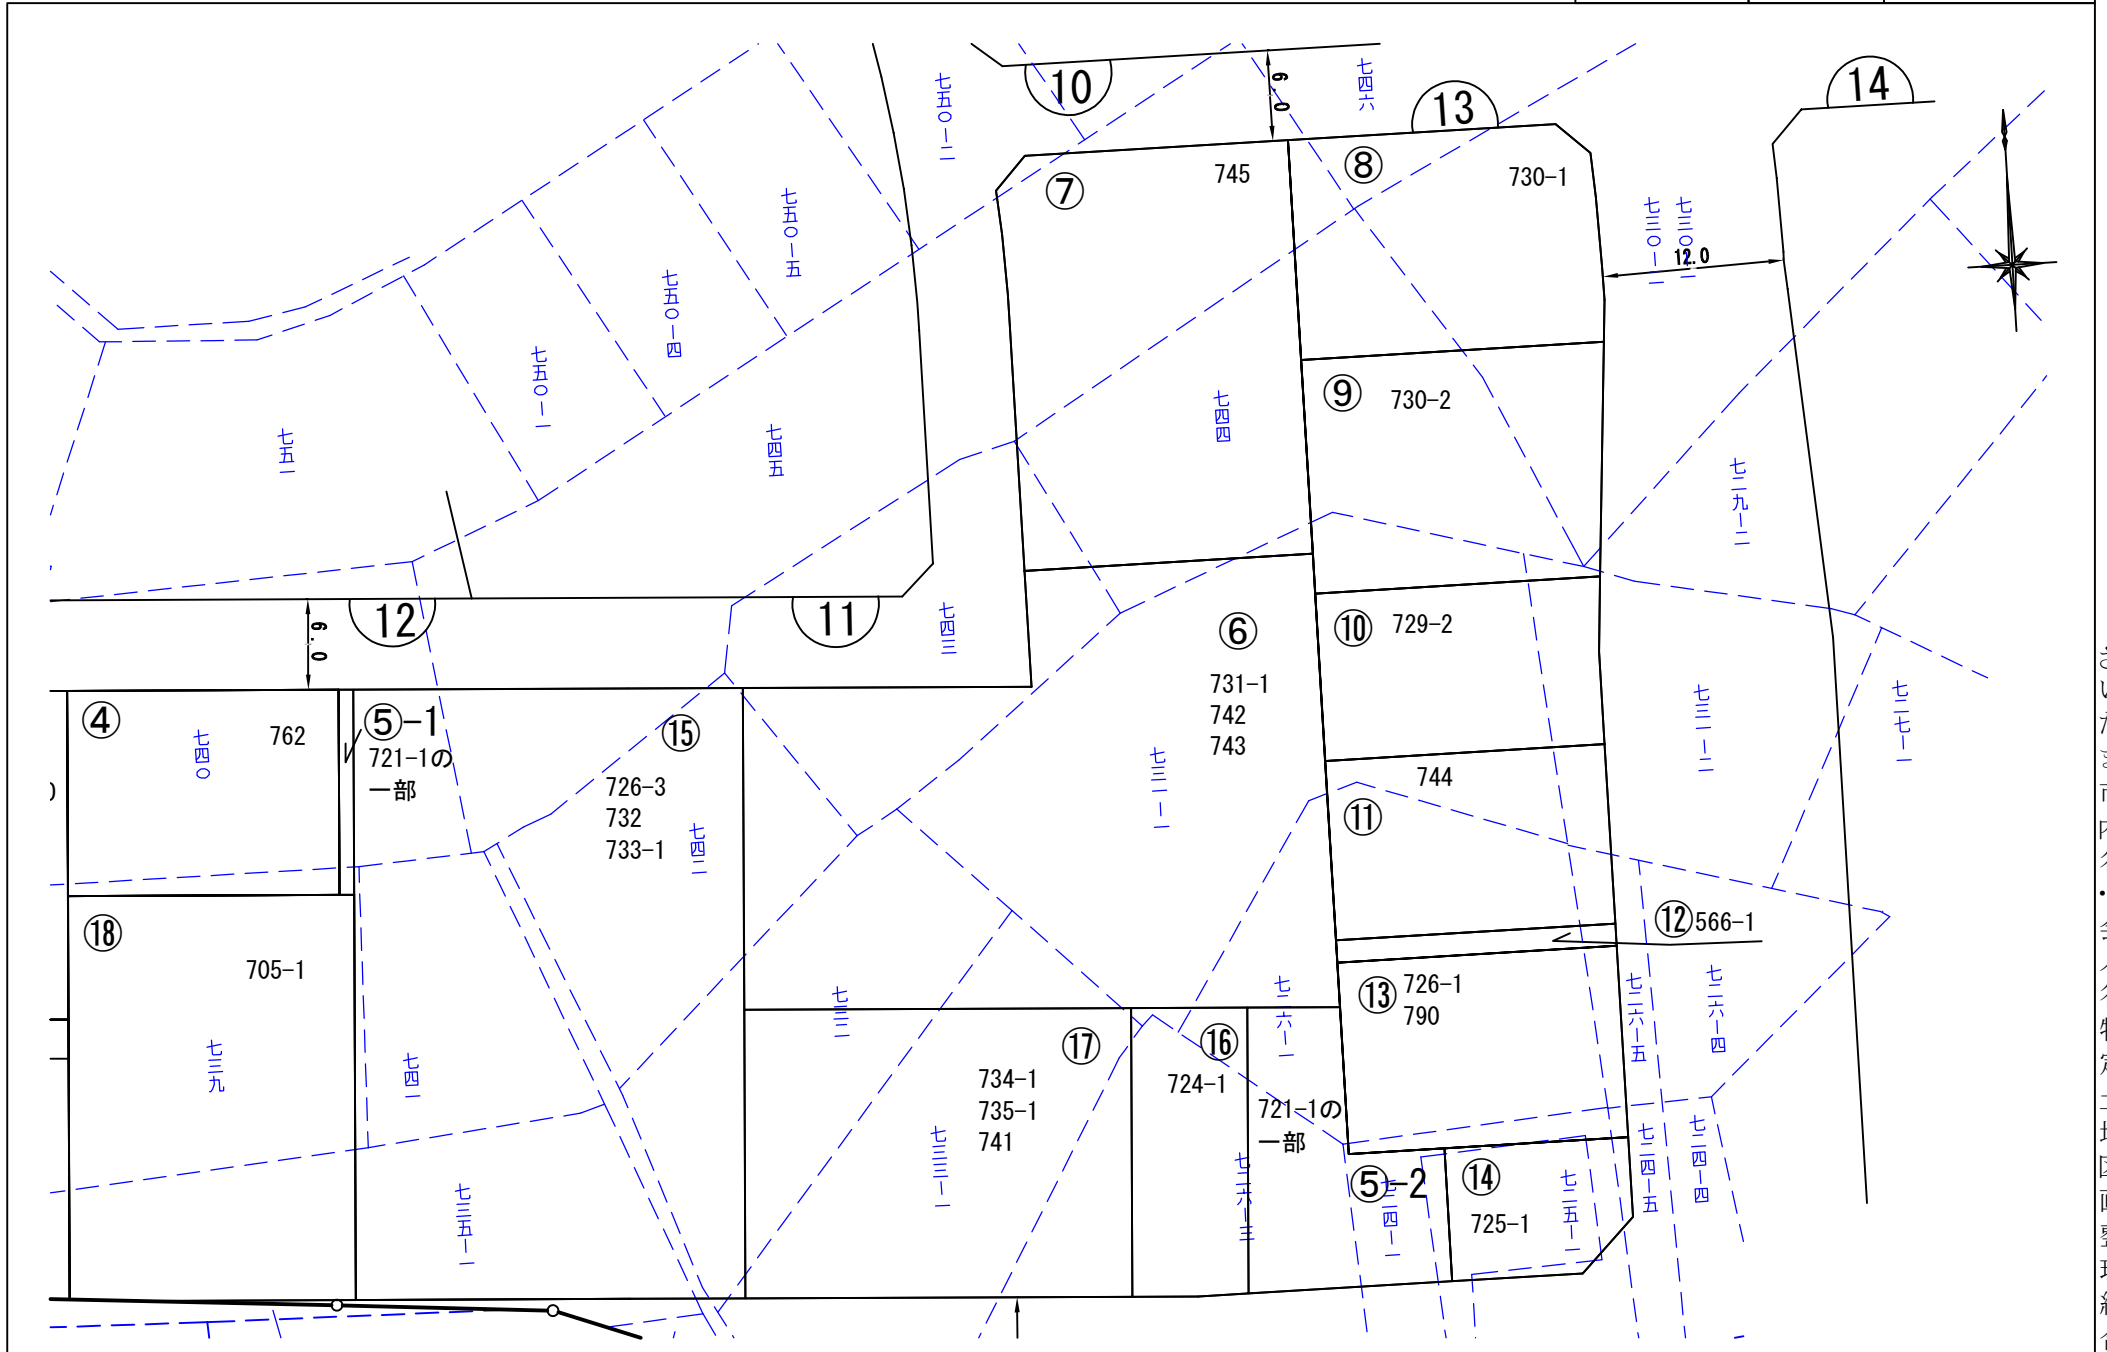 10
13
14
6.0
七五〇-二
七四六
⑦
745
⑧
730-1
七三〇-一
七三〇-一
12.0
七五〇-五
七五〇-四
七五〇-一
七五一
七四五
七四四
⑨
730-2
七二九-二
12
11
6.0
七四三
⑥
731-1
742
743
⑩
729-2
七三一-二
七二七-一
④
762
七四〇
⑤-1
721-1の
一部
⑮
726-3
732
733-1
七四二
七三一-一
744
⑪
⑫566-1
⑱
705-1
七三九
七四一
七三二
七二六-一
⑬
726-1
790
七二六-五
七二六-四
⑰
734-1
735-1
741
⑯
724-1
721-1の
一部
七三五-一
七三三-一
七二六-三
⑤-2
七二四-一
⑭
725-1
七二五-一
七二四-五
七二四-四